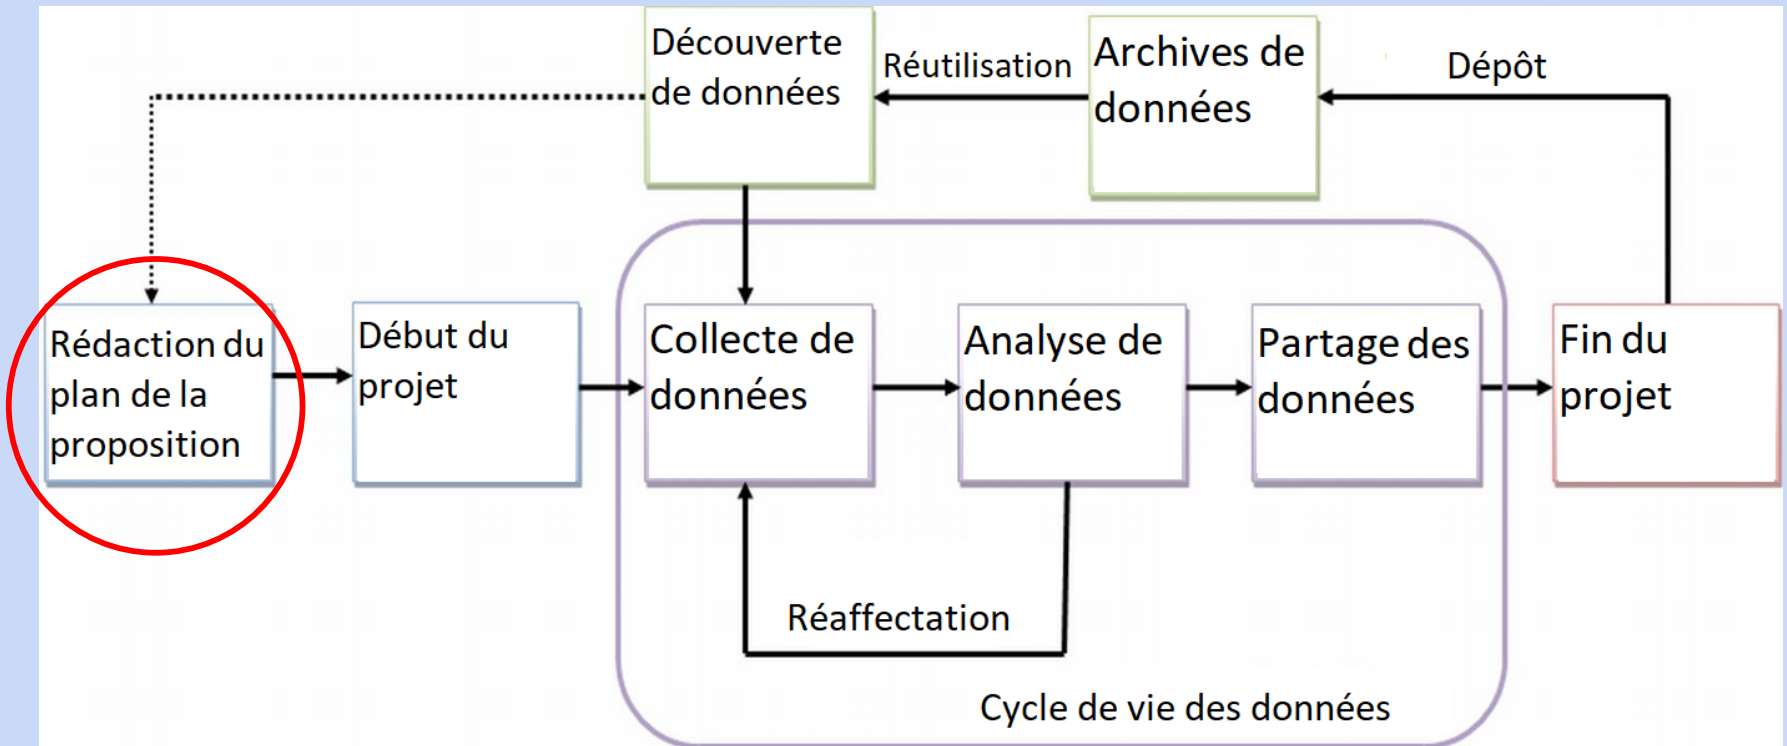 Découverte
de données
Réutilisation
Archives de
données
Dépôt
Rédaction du
plan de la
proposition
Début du
projet
Collecte de
données
Analyse de
données
Partage des
données
Fin du
projet
Réaffectation
Cycle de vie des données